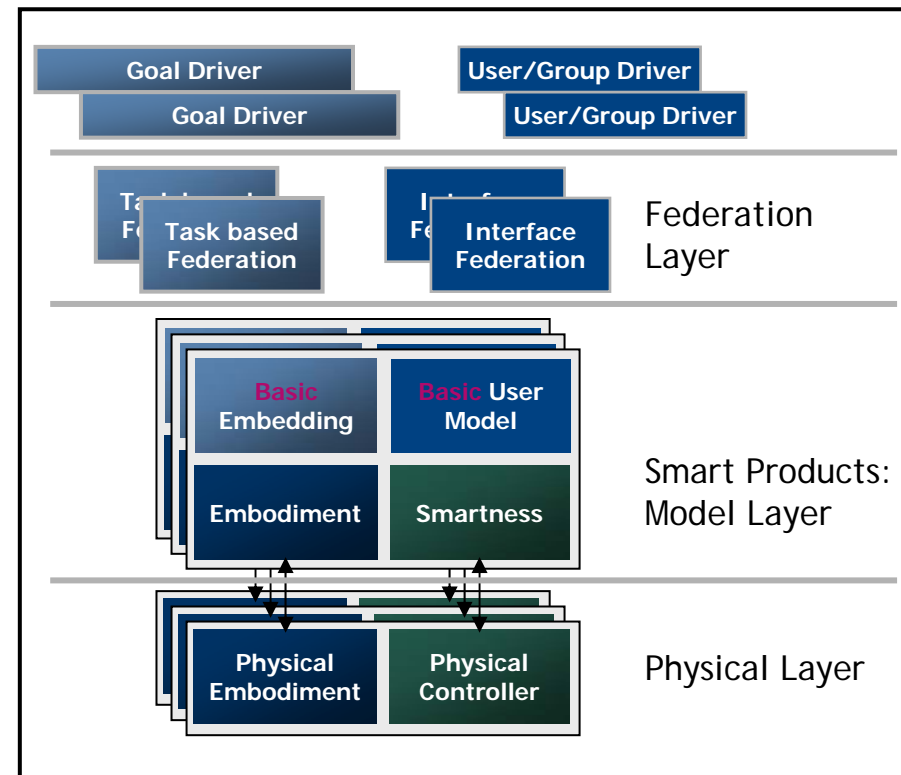 Goal Driver
Goal Driver
User/Group Driver
User/Group Driver
Task based
Federation
Interface
Federation
Federation
Layer
Basic
Embedding
Basic User
Model
Embodiment
Smartness
Smart Products:
Model Layer
Physical
Embodiment
Physical
Controller
Physical Layer